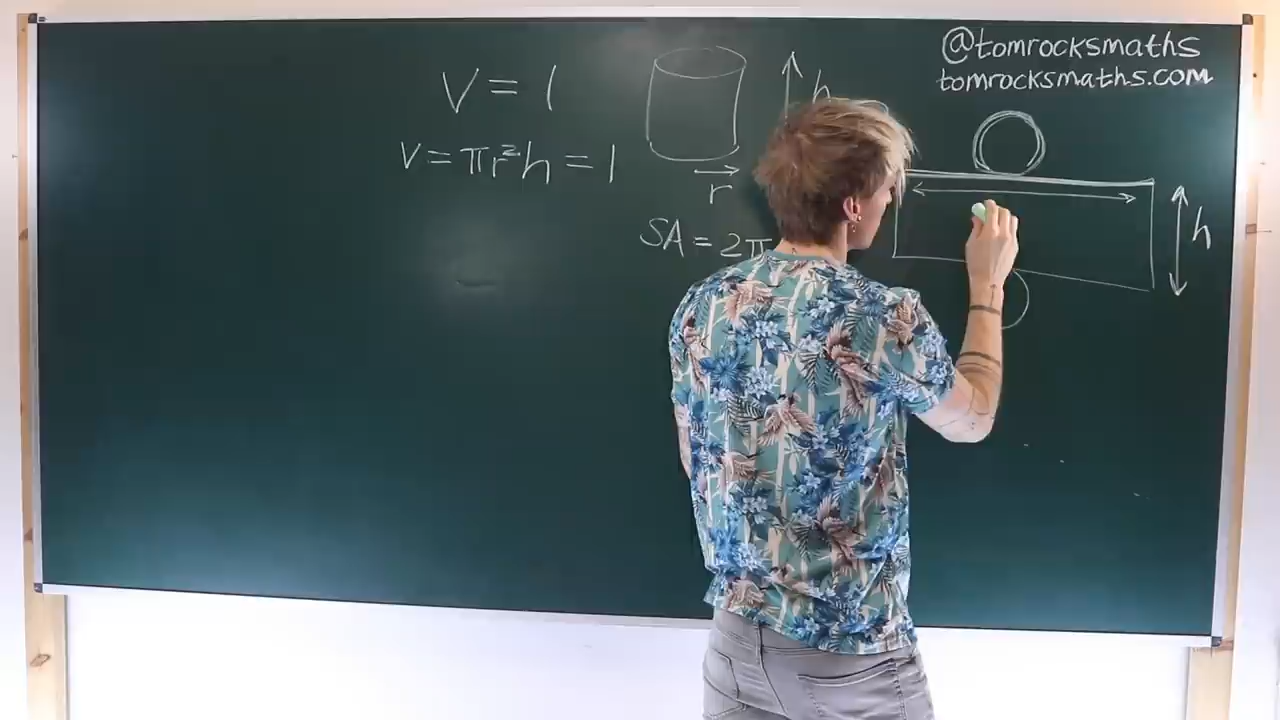 @tomrocksmaths
tomrocksmaths.com
V = 1
h
V = πr²h = 1
r
SA = 2π
h